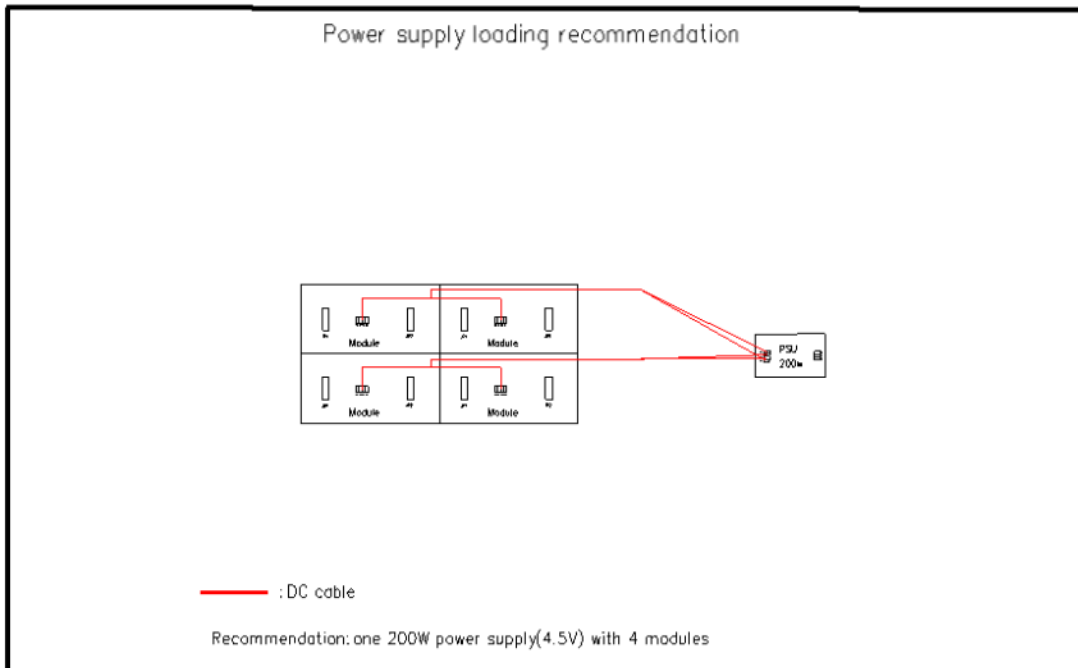 Power supply loading recommendation
Module
Module
PSU
200w
Module
Module
: DC cable
Recommendation: one 200W power supply(4.5V) with 4 modules